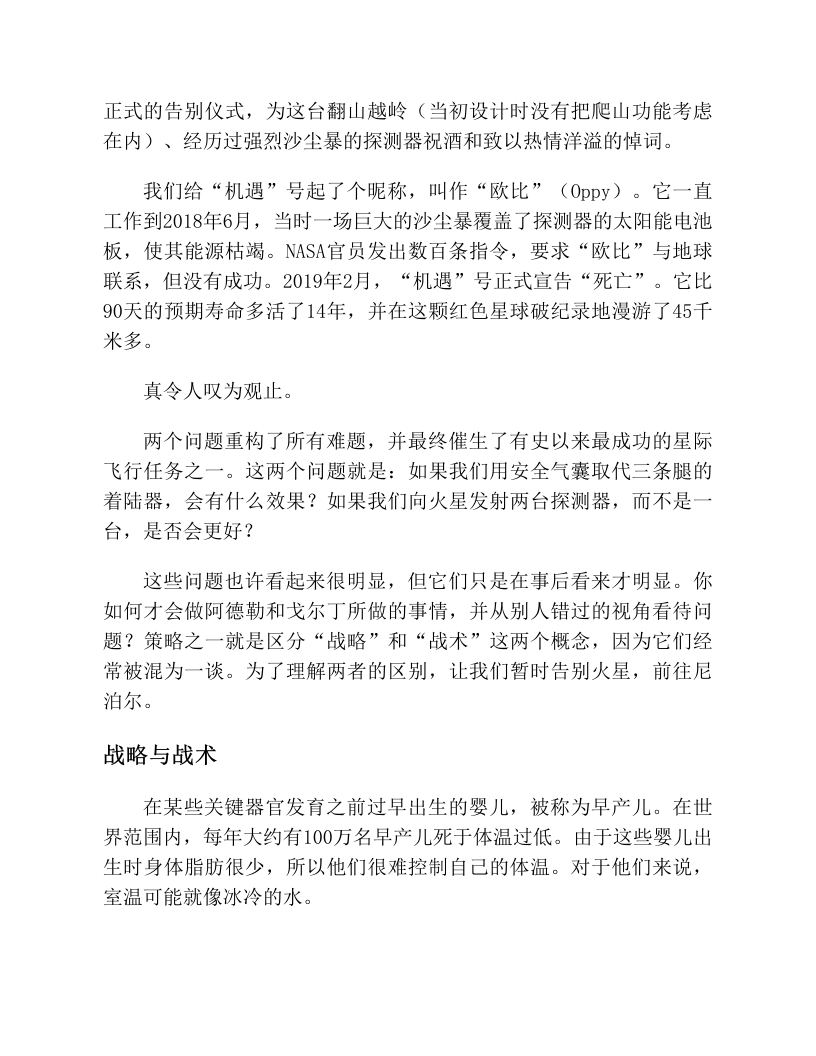 正式的告别仪式，为这台翻山越岭（当初设计时没有把爬山功能考虑
在内）、经历过强烈沙尘暴的探测器祝酒和致以热情洋溢的悼词。
我们给“机遇”号起了个昵称，叫作“欧比”（Oppy）。它一直
工作到2018年6月，当时一场巨大的沙尘暴覆盖了探测器的太阳能电池
板，使其能源枯竭。NASA官员发出数百条指令，要求“欧比”与地球
联系，但没有成功。2019年2月，“机遇”号正式宣告“死亡”。它比
90天的预期寿命多活了14年，并在这颗红色星球破纪录地漫游了45千
米多。
真令人叹为观止。
两个问题重构了所有难题，并最终催生了有史以来最成功的星际
飞行任务之一。这两个问题就是：如果我们用安全气囊取代三条腿的
着陆器，会有什么效果？如果我们向火星发射两台探测器，而不是一
台，是否会更好？
这些问题也许看起来很明显，但它们只是在事后看来才明显。你
如何才会做阿德勒和戈尔丁所做的事情，并从别人错过的视角看待问
题？策略之一就是区分“战略”和“战术”这两个概念，因为它们经
常被混为一谈。为了理解两者的区别，让我们暂时告别火星，前往尼
泊尔。
战略与战术
在某些关键器官发育之前过早出生的婴儿，被称为早产儿。在世
界范围内，每年大约有100万名早产儿死于体温过低。由于这些婴儿出
生时身体脂肪很少，所以他们很难控制自己的体温。对于他们来说，
室温可能就像冰冷的水。